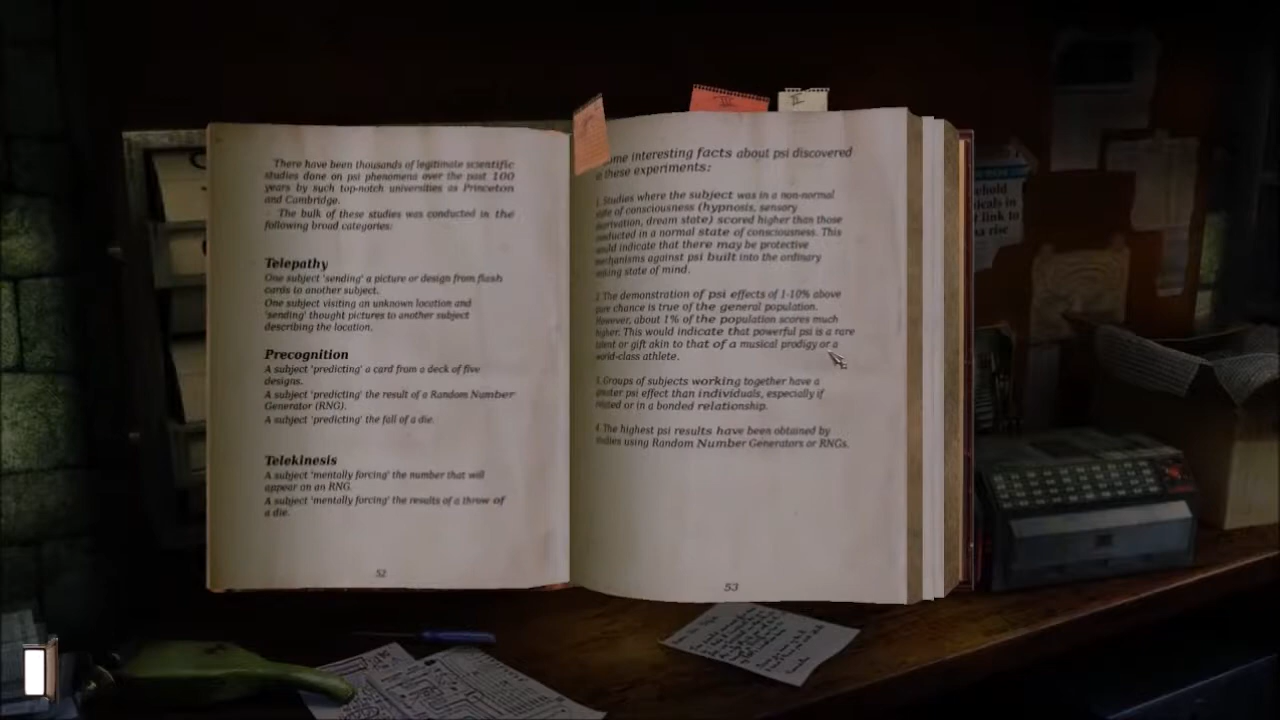 There have been thousands of legitimate scientific
studies done on psi phenomena over the past 100
years by such top-notch universities as Princeton
and Cambridge.
The bulk of these studies was conducted in the
following broad categories:
Telepathy
One subject 'sending' a picture or design from flash
cards to another subject.
One subject visiting an unknown location and
'sending' thought pictures to another subject
describing the location.
Precognition
A subject 'predicting' a card from a deck of five
designs.
A subject 'predicting' the result of a Random Number
Generator (RNG).
A subject 'predicting' the fall of a die.
Telekinesis
A subject 'mentally forcing' the number that will
appear on an RNG.
A subject 'mentally forcing' the results of a throw of
a die.
52
interesting facts about psi discovered
these experiments:
1. Studies where the subject was in a non-normal
state of consciousness (hypnosis, sensory
deprivation, dream state) scored higher than those
conducted in a normal state of consciousness. This
would indicate that there may be protective
mechanisms against psi built into the ordinary
waking state of mind.
2. The demonstration of psi effects of 1-10% above
pure chance is true of the general population.
However, about 1% of the population scores much
higher. This would indicate that powerful psi is a rare
talent or gift akin to that of a musical prodigy or a
world-class athlete.
3. Groups of subjects working together have a
greater psi effect than individuals, especially if
related or in a bonded relationship.
4. The highest psi results have been obtained by
studies using Random Number Generators or RNGs.
53
II
ehold
icals in
t link to
a rise